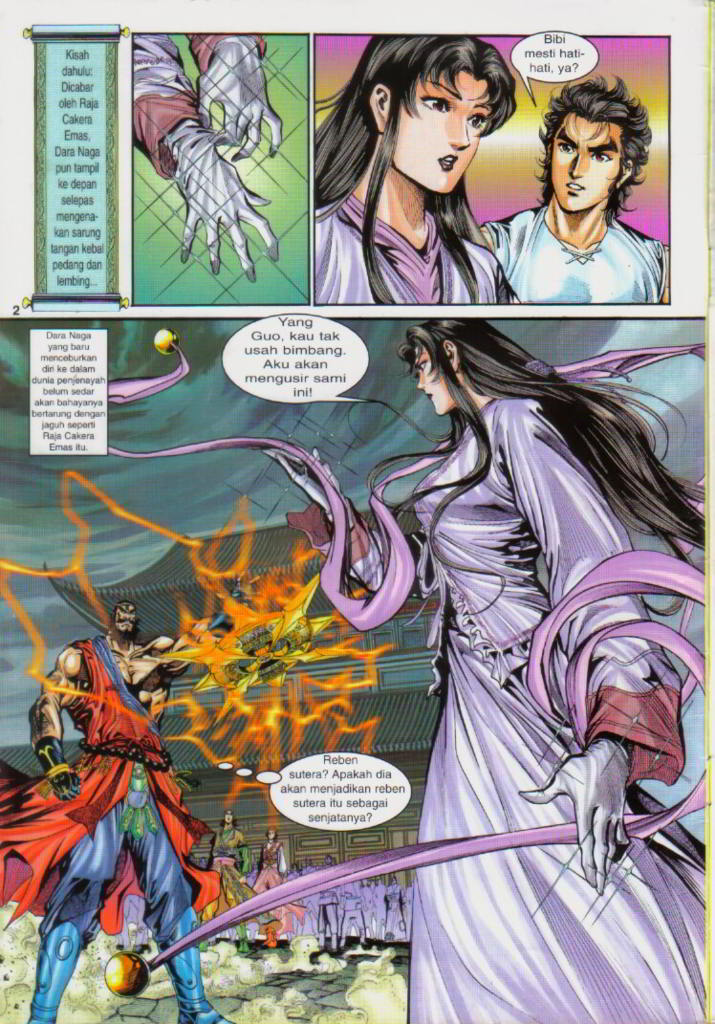 Kisah
dahulu:
Dicabar
oleh Raja
Cakera
Emas,
Dara Naga
pun tampil
ke depan
selepas
mengena-
kan sarung
tangan kebal
pedang dan
lembing...
Bibi
mesti hati-
hati, ya?
2
Dara Naga
yang baru
menceburkan
diri ke dalam
dunia penjenayah
belum sedar
akan bahayanya
bertarung dengan
jaguh seperti
Raja Cakera
Emas itu.
Yang
Guo, kau tak
usah bimbang.
Aku akan
mengusir sami
ini!
Reben
sutera? Apakah dia
akan menjadikan reben
sutera itu sebagai
senjatanya?